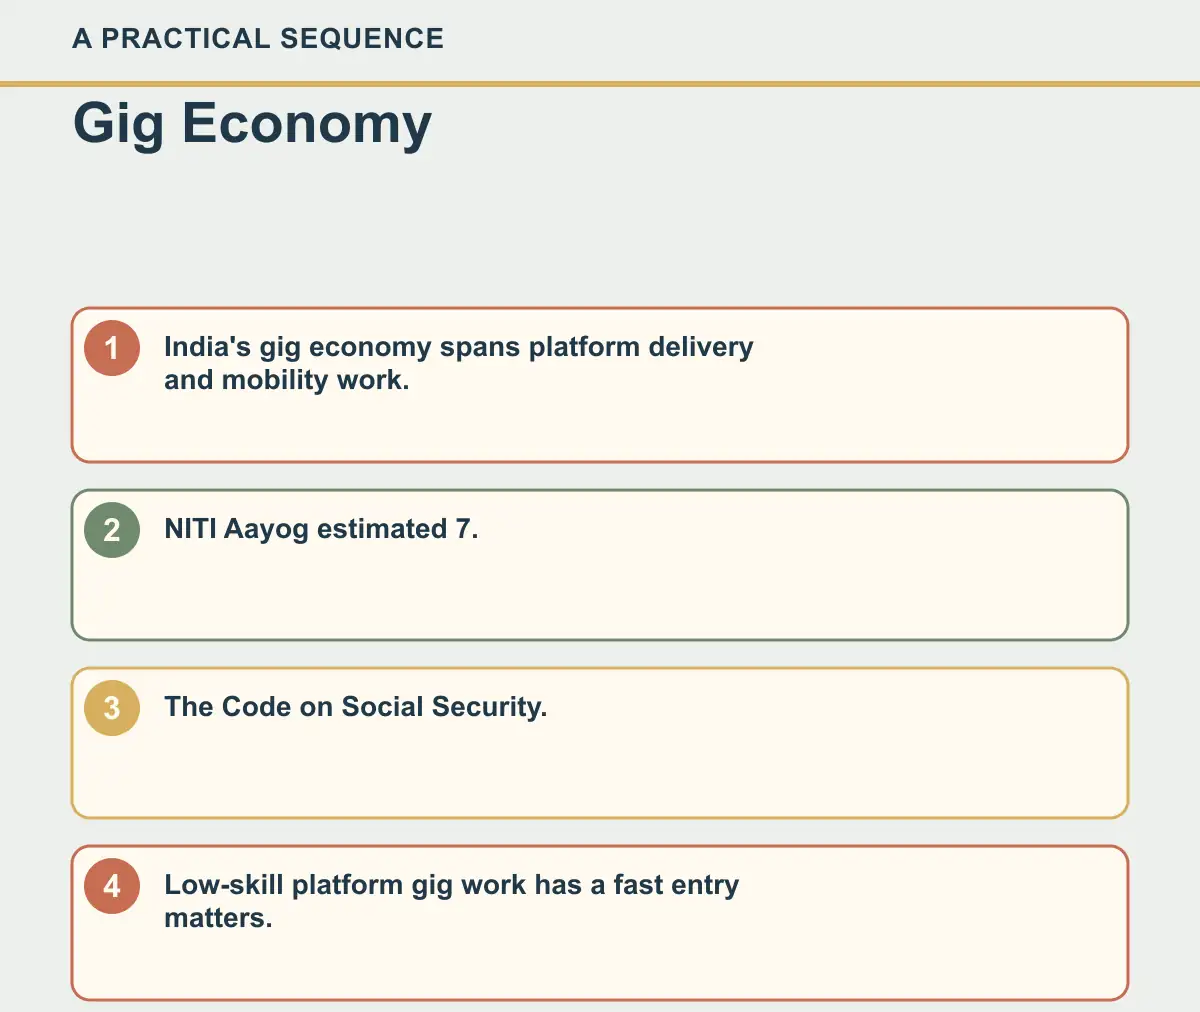 A PRACTICAL SEQUENCE
Gig Economy
1
India's gig economy spans platform delivery
and mobility work.
2
NITI Aayog estimated 7.
3
The Code on Social Security.
4
Low-skill platform gig work has a fast entry
matters.